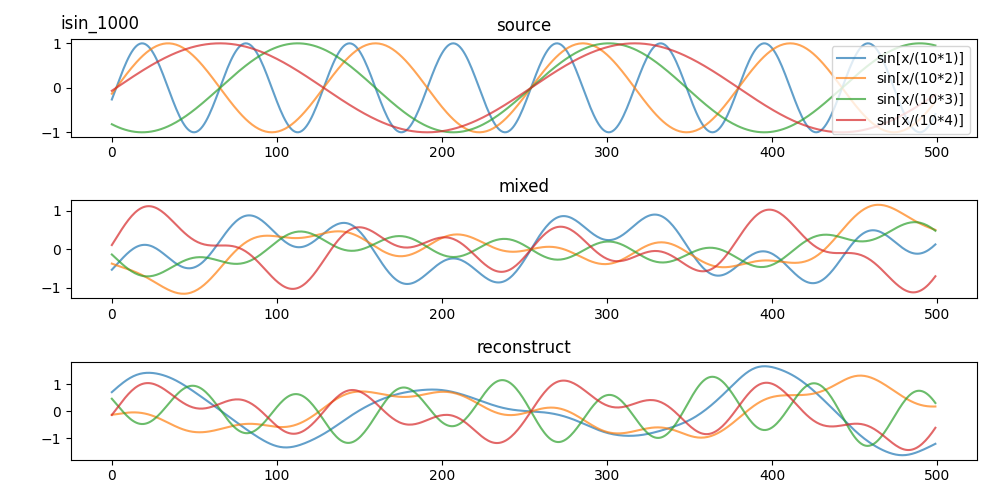 isin_1000
source
1
0
−1
sin[x/(10*1)]
sin[x/(10*2)]
sin[x/(10*3)]
sin[x/(10*4)]
0 100 200 300 400 500
mixed
1
0
−1
0 100 200 300 400 500
reconstruct
1
0
−1
0 100 200 300 400 500